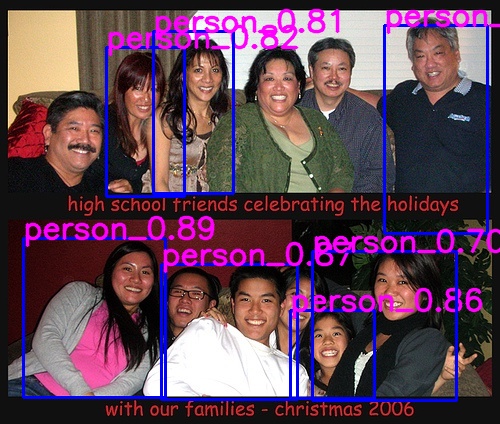 person_0.81
person_0.82
person_
high school friends celebrating the holidays
person_0.89
person_0.87
person_0.70
person_0.86
with our families - christmas 2006